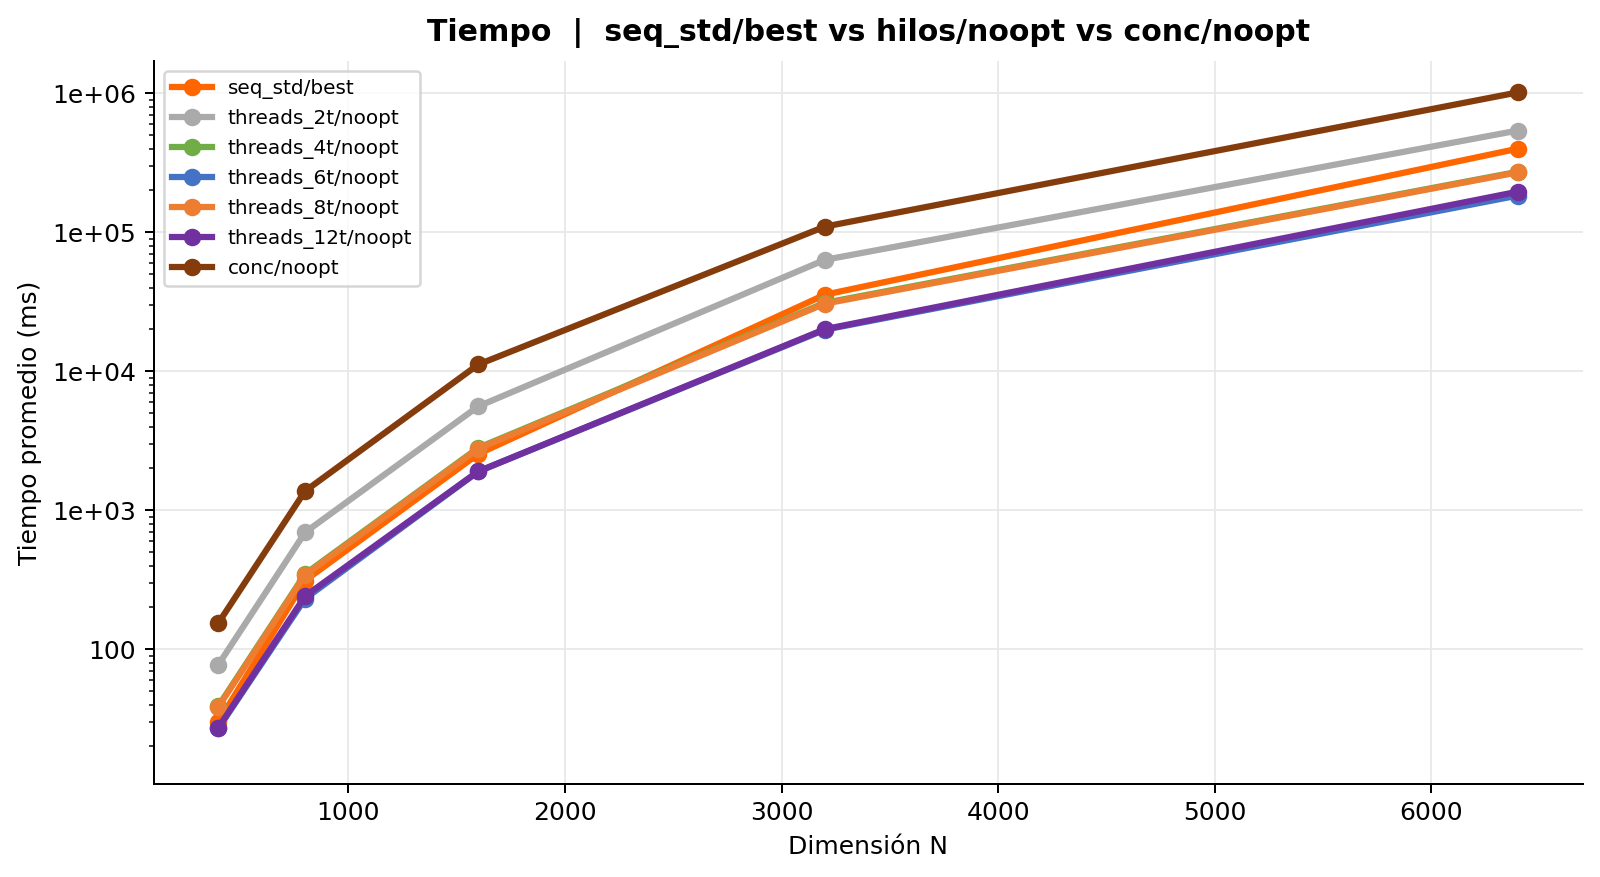 Tiempo | seq_std/best vs hilos/noopt vs conc/noopt
seq_std/best
threads_2t/noopt
threads_4t/noopt
threads_6t/noopt
threads_8t/noopt
threads_12t/noopt
conc/noopt
Tiempo promedio (ms)
1e+06
1e+05
1e+04
1e+03
100
1000 2000 3000 4000 5000 6000
Dimensión N